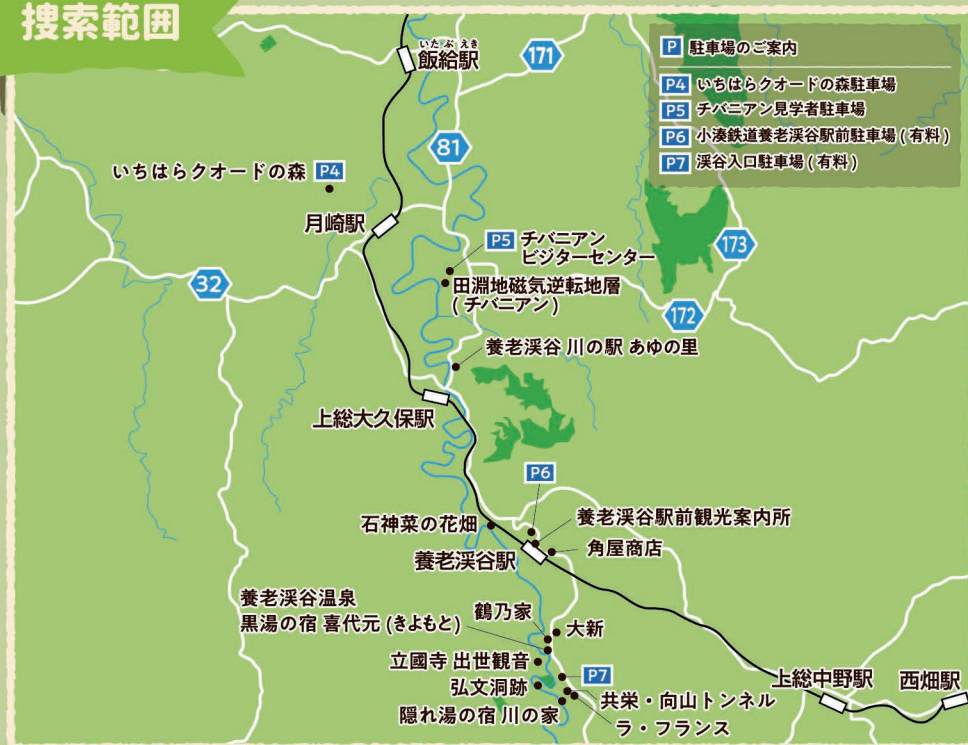 捜索範囲
いたぶえき
飯給駅
171
P 駐車場のご案内
P4 いちはらクオードの森駐車場
P5 チバニアン見学者駐車場
P6 小湊鉄道養老渓谷駅前駐車場(有料)
P7 渓谷入口駐車場(有料)
81
いちはらクオードの森 P4
月崎駅
P5 チバニアン
ビジターセンター
173
32
田淵地磁気逆転地層
(チバニアン)
172
養老渓谷 川の駅 あゆの里
上総大久保駅
P6
石神菜の花畑
養老渓谷駅前観光案内所
養老渓谷駅
角屋商店
養老渓谷温泉
黒湯の宿 喜代元(きよもと)
鶴乃家
大新
立國寺 出世観音
P7
弘文洞跡
共栄・向山トンネル
隠れ湯の宿 川の家
ラ・フランス
上総中野駅
西畑駅